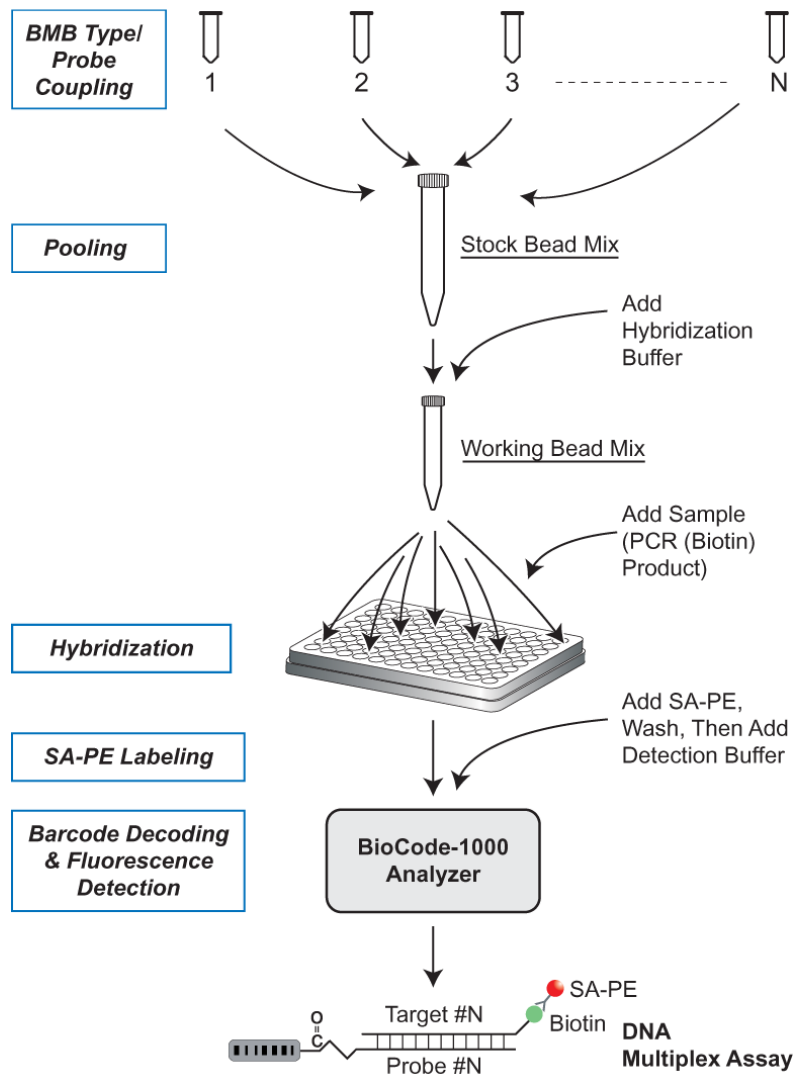 BMB Type/
Probe
Coupling
1
2
3
N
Pooling
Stock Bead Mix
Add
Hybridization
Buffer
Working Bead Mix
Add Sample
(PCR (Biotin)
Product)
Hybridization
Add SA-PE,
Wash, Then Add
Detection Buffer
SA-PE Labeling
Barcode Decoding
& Fluorescence
Detection
BioCode-1000
Analyzer
SA-PE
Biotin
Target #N
O
C
Probe #N
DNA
Multiplex Assay